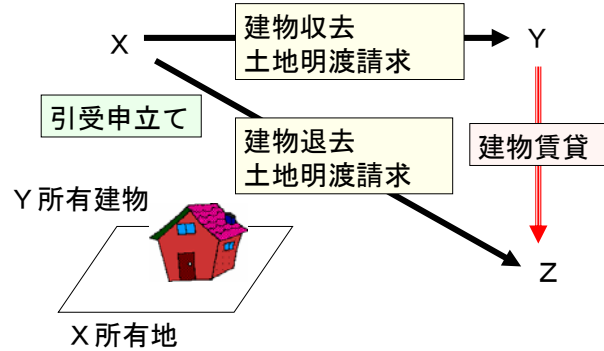 建物収去
土地明渡請求
X
Y
引受申立て
建物退去
土地明渡請求
建物賃貸
Y所有建物
Z
X所有地